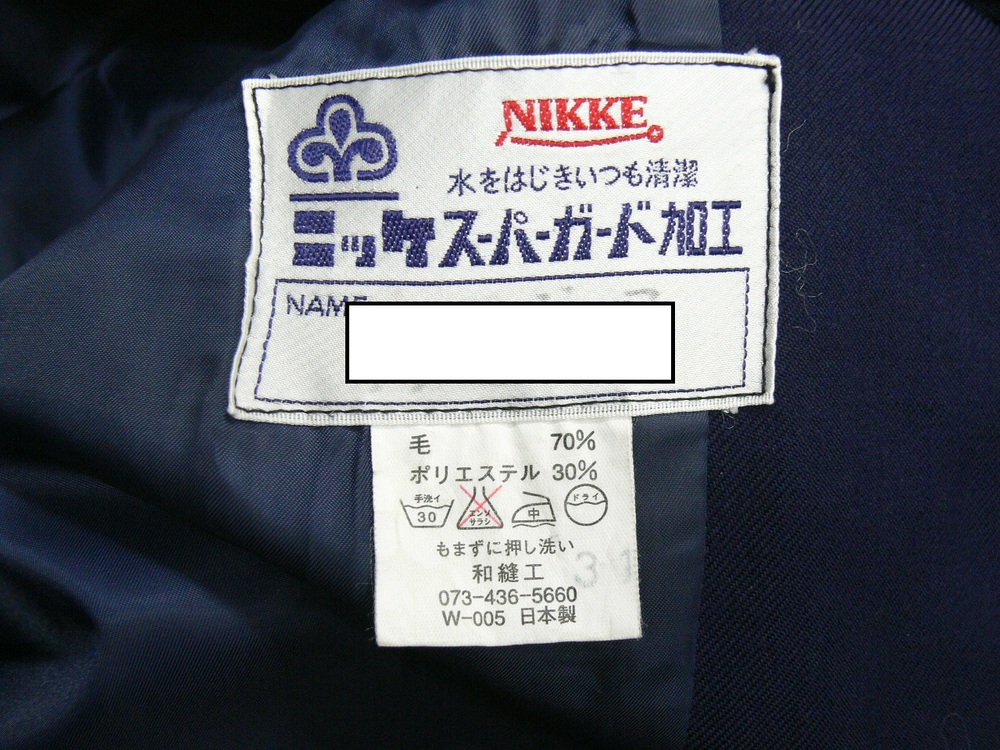 NIKKE
水をはじきいつも清潔
ニッケスーパーガード加工
NAME
毛 70%
ポリエステル 30%
手洗イ 30 エンソサラシ 中 ドライ
もまずに押し洗い
和縫工
073-436-5660
W-005 日本製